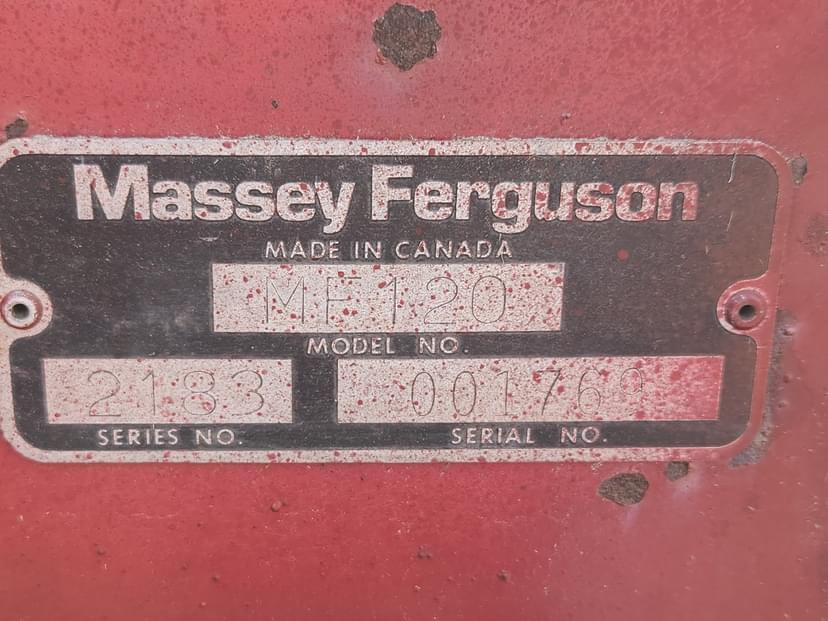 Massey Ferguson
MADE IN CANADA
MF120
MODEL NO.
2183 001769
SERIES NO. SERIAL NO.